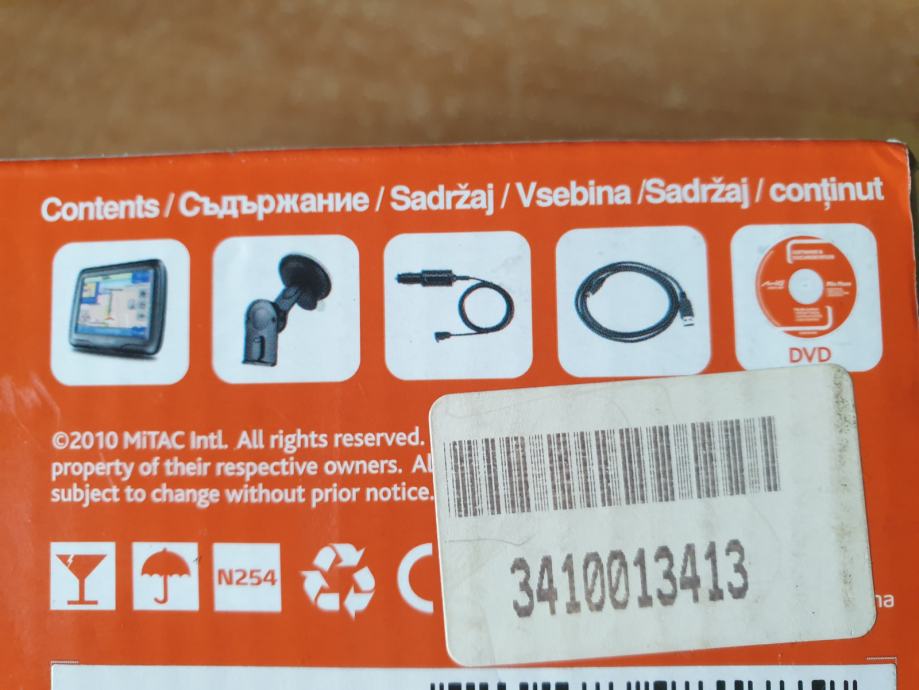 Contents / Съдържание / Sadržaj / Vsebina /Sadržaj / conținut
DVD
©2010 MiTAC Intl. All rights reserved.
property of their respective owners.
subject to change without prior notice.
3410013413
N254